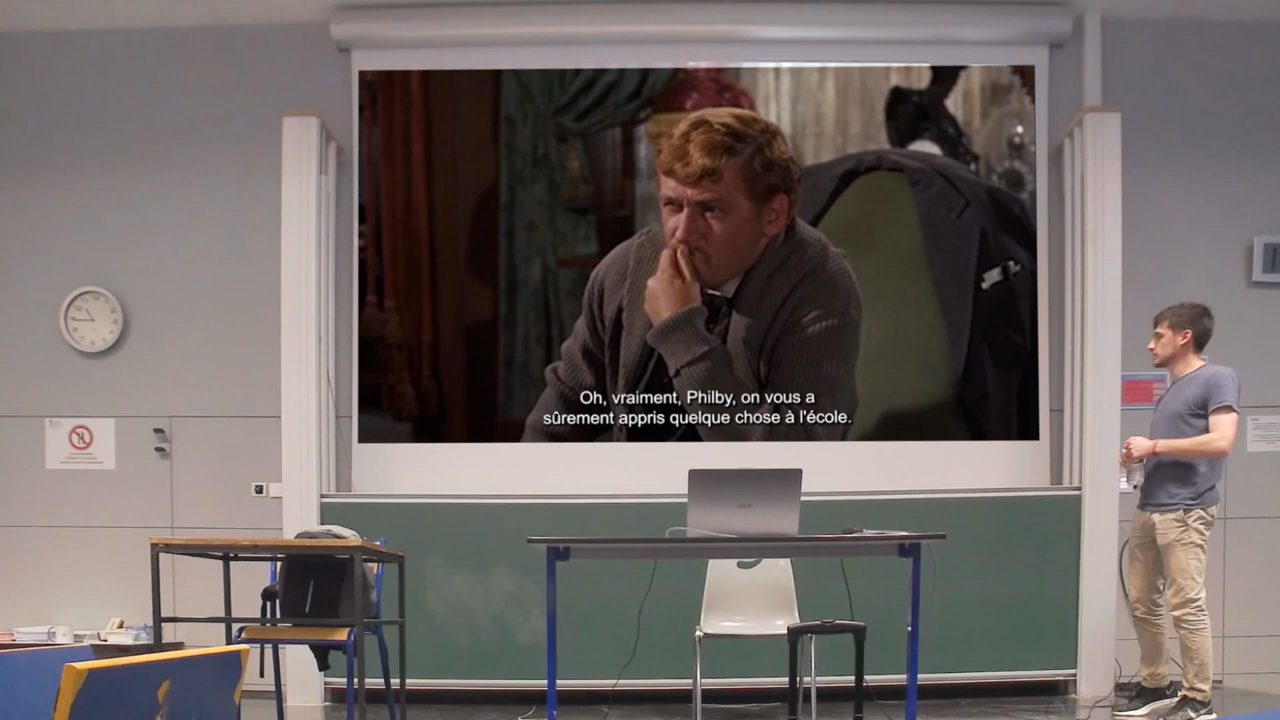 Oh, vraiment, Philby, on vous a
sûrement appris quelque chose à l'école.